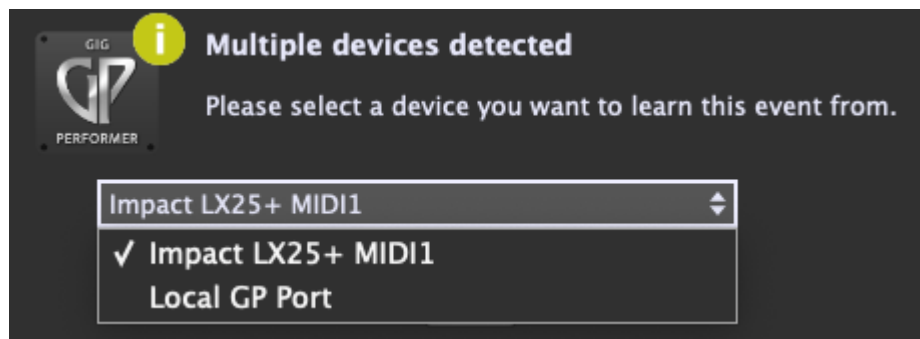 GIG
GP
PERFORMER
i
Multiple devices detected
Please select a device you want to learn this event from.
Impact LX25+ MIDI1
✓ Impact LX25+ MIDI1
Local GP Port